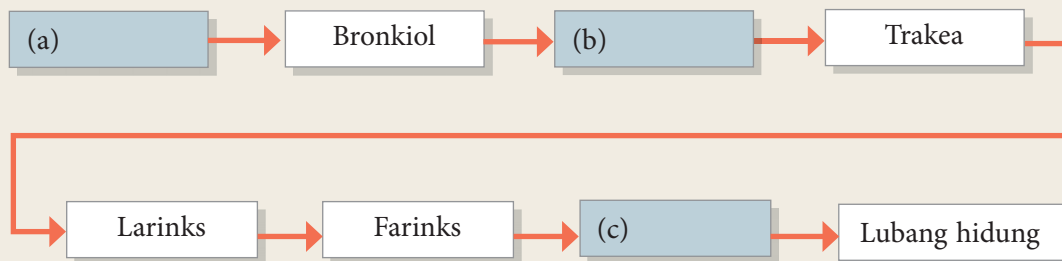 (a)
Bronkiol
(b)
Trakea
Larinks
Farinks
(c)
Lubang hidung